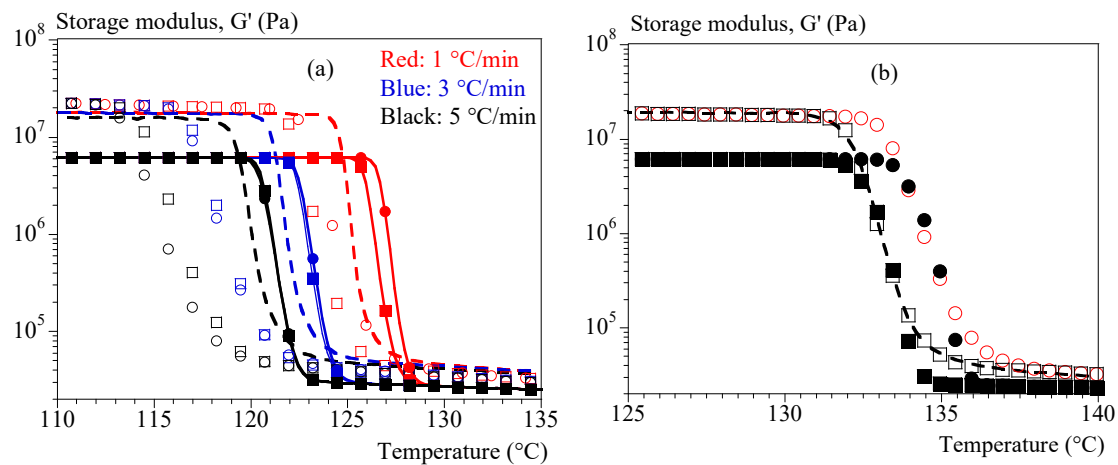 Storage modulus, G' (Pa)
10^8
(a)
Red: 1 °C/min
Blue: 3 °C/min
Black: 5 °C/min
10^7
10^6
10^5
110 115 120 125 130 135
Temperature (°C)
Storage modulus, G' (Pa)
10^8
(b)
10^7
10^6
10^5
125 130 135 140
Temperature (°C)